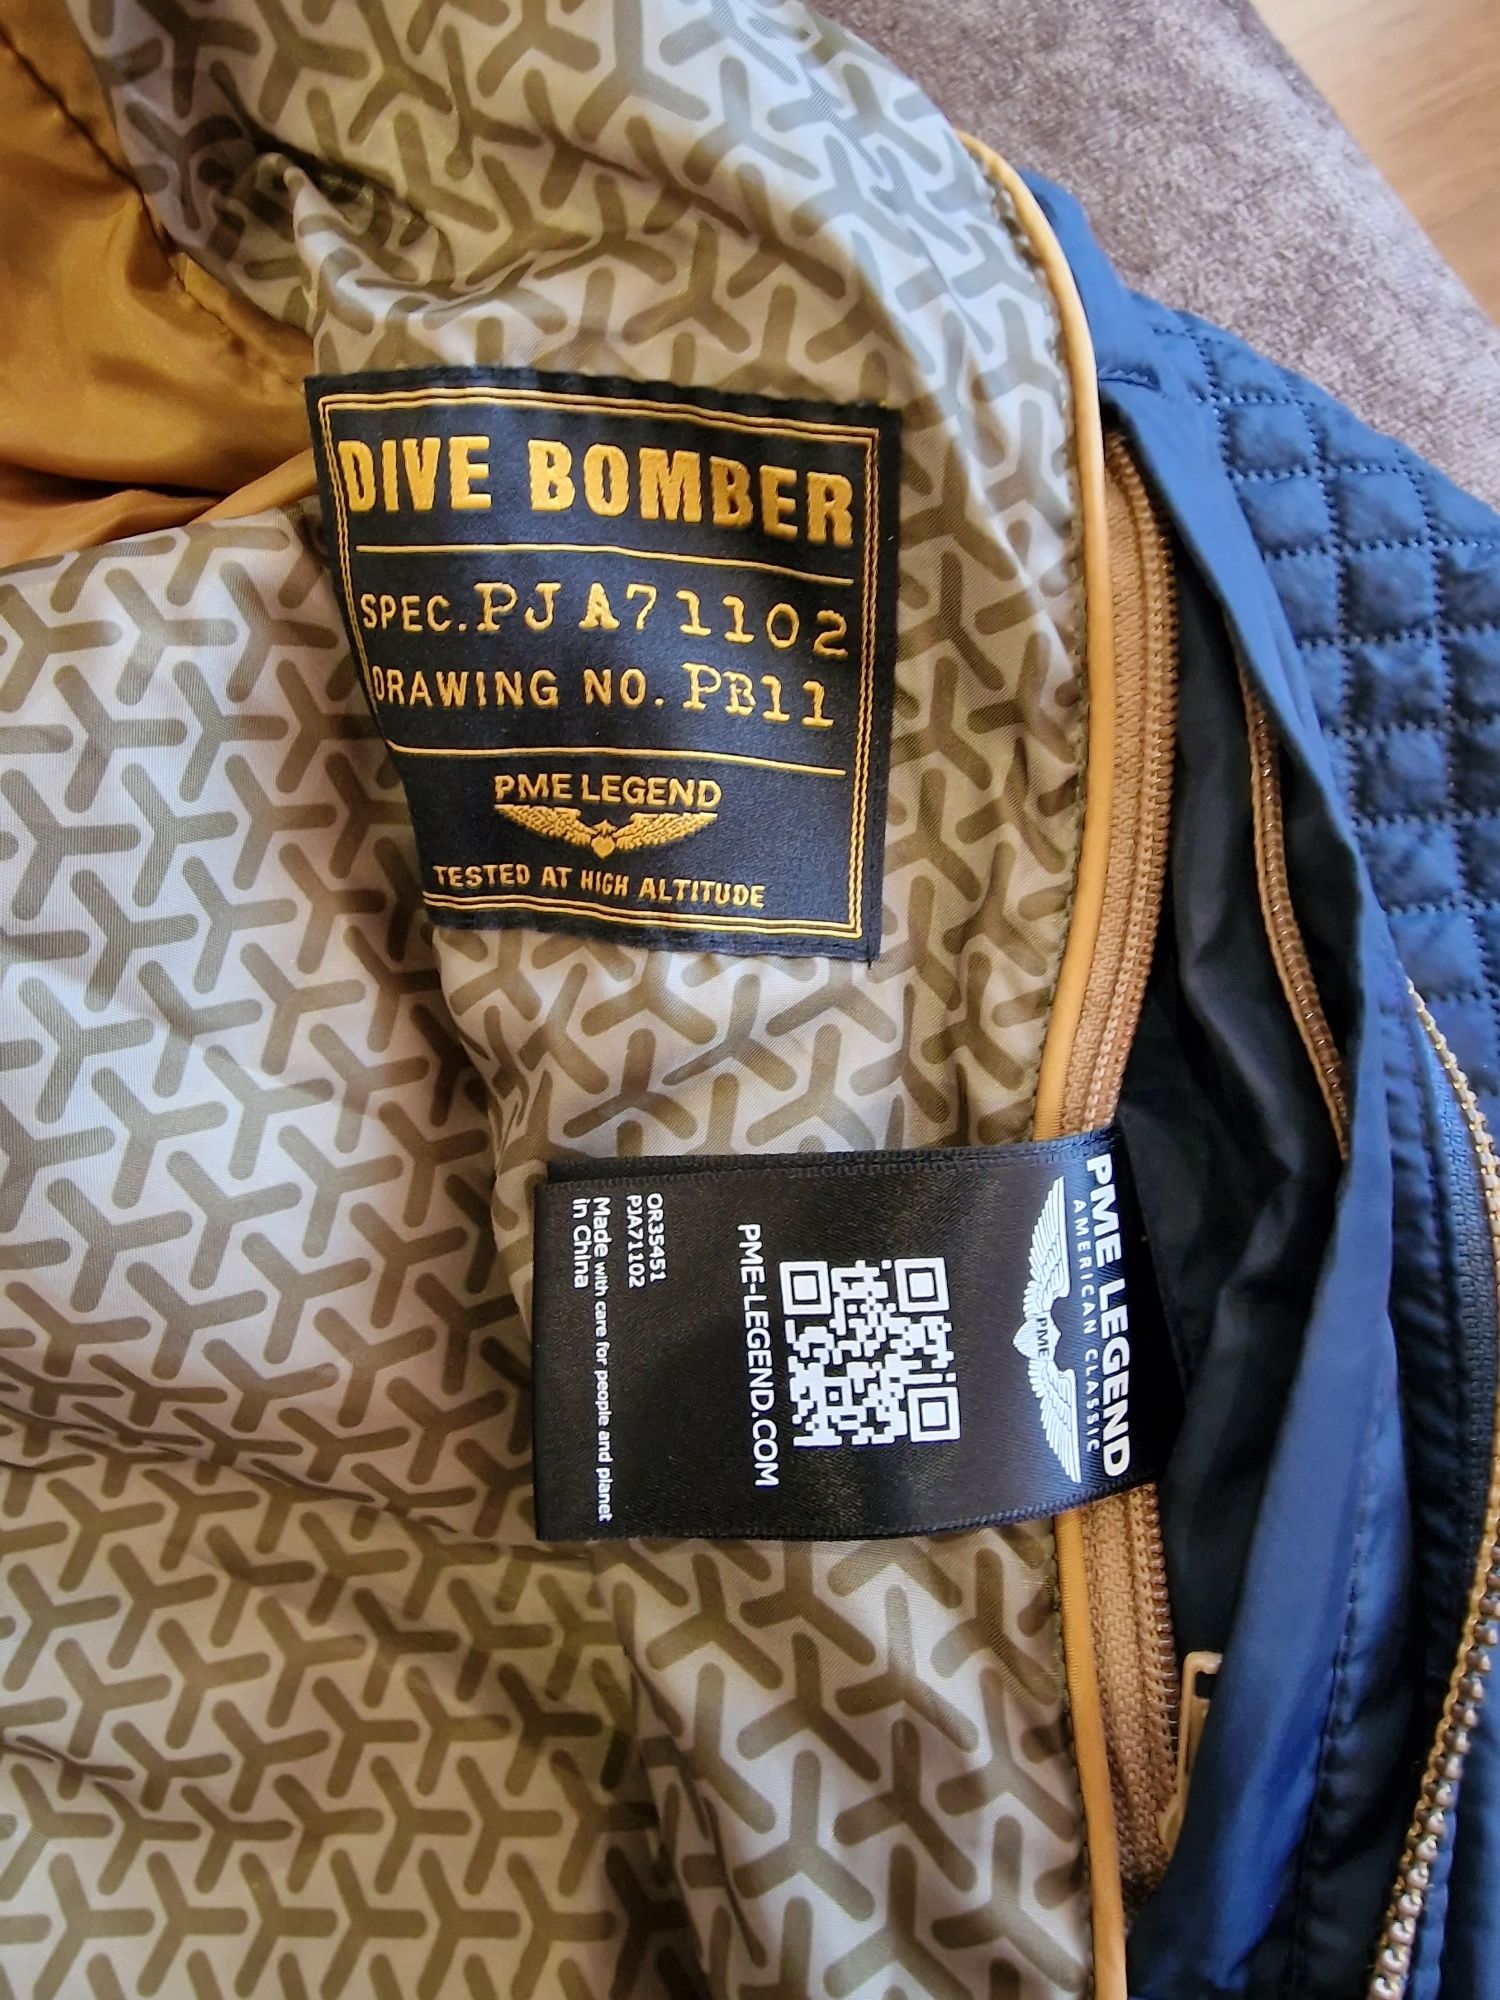 DIVE BOMBER
SPEC. PJA71102
DRAWING NO. PB11
PME LEGEND
TESTED AT HIGH ALTITUDE
PME LEGEND
AMERICAN CLASSIC
PME
PME-LEGEND.COM
OR35451
PJA71102
Made with care for people and planet
in China